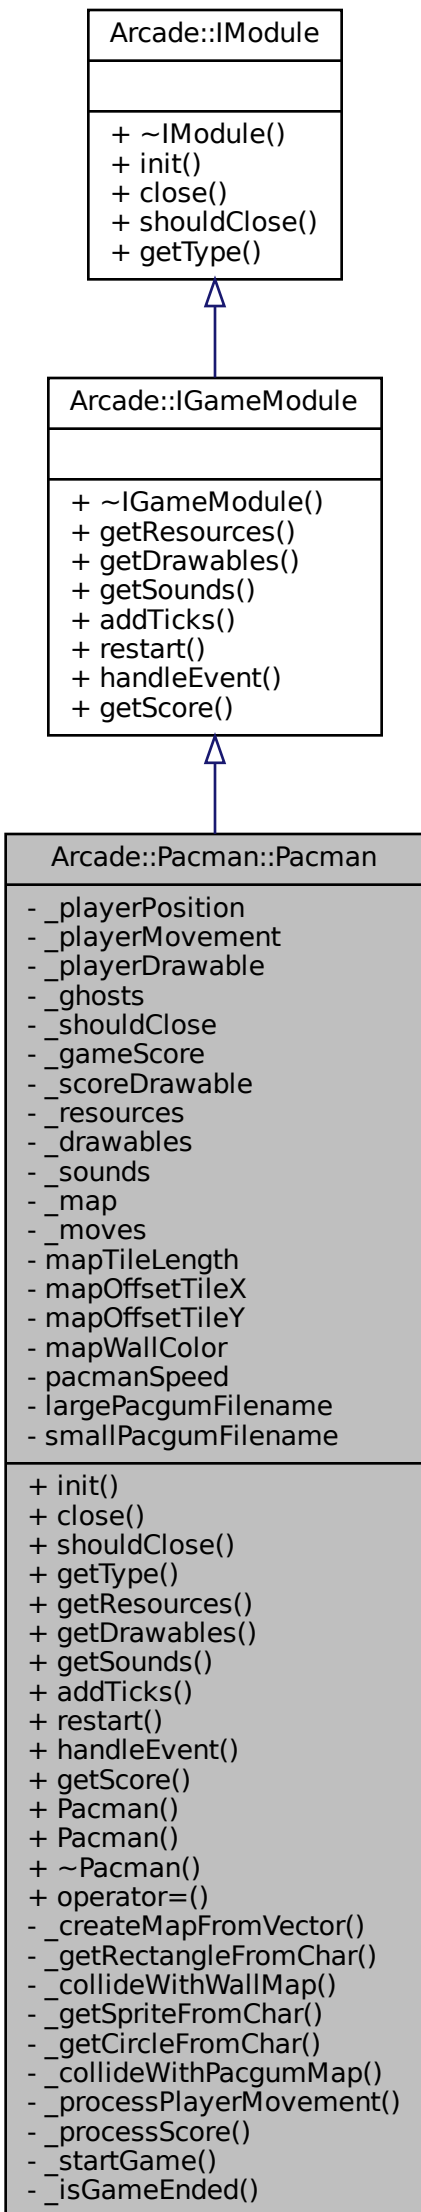 Arcade::IModule
+ ~IModule()
+ init()
+ close()
+ shouldClose()
+ getType()
Arcade::IGameModule
+ ~IGameModule()
+ getResources()
+ getDrawables()
+ getSounds()
+ addTicks()
+ restart()
+ handleEvent()
+ getScore()
Arcade::Pacman::Pacman
- _playerPosition
- _playerMovement
- _playerDrawable
- _ghosts
- _shouldClose
- _gameScore
- _scoreDrawable
- _resources
- _drawables
- _sounds
- _map
- _moves
- mapTileLength
- mapOffsetTileX
- mapOffsetTileY
- mapWallColor
- pacmanSpeed
- largePacgumFilename
- smallPacgumFilename
+ init()
+ close()
+ shouldClose()
+ getType()
+ getResources()
+ getDrawables()
+ getSounds()
+ addTicks()
+ restart()
+ handleEvent()
+ getScore()
+ Pacman()
+ Pacman()
+ ~Pacman()
+ operator=()
- _createMapFromVector()
- _getRectangleFromChar()
- _collideWithWallMap()
- _getSpriteFromChar()
- _getCircleFromChar()
- _collideWithPacgumMap()
- _processPlayerMovement()
- _processScore()
- _startGame()
- _isGameEnded()